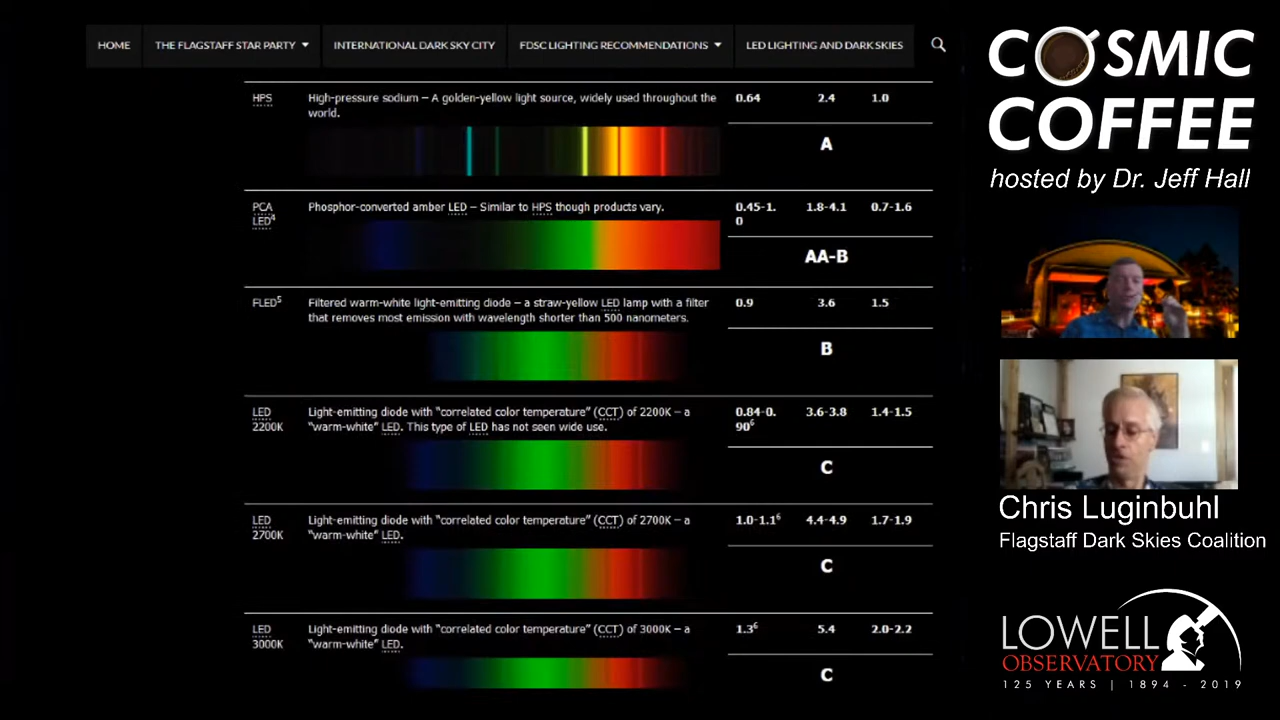 HOME
THE FLAGSTAFF STAR PARTY
INTERNATIONAL DARK SKY CITY
FDSC LIGHTING RECOMMENDATIONS
LED LIGHTING AND DARK SKIES
HPS
High-pressure sodium – A golden-yellow light source, widely used throughout the
world.
0.64 2.4 1.0
A
PCA
LED4
Phosphor-converted amber LED – Similar to HPS though products vary.
0.45-1.
0
1.8-4.1 0.7-1.6
AA-B
FLED5
Filtered warm-white light-emitting diode – a straw-yellow LED lamp with a filter
that removes most emission with wavelength shorter than 500 nanometers.
0.9 3.6 1.5
B
LED
2200K
Light-emitting diode with "correlated color temperature" (CCT) of 2200K – a
"warm-white" LED. This type of LED has not seen wide use.
0.84-0.
906
3.6-3.8 1.4-1.5
C
LED
2700K
Light-emitting diode with "correlated color temperature" (CCT) of 2700K – a
"warm-white" LED.
1.0-1.16 4.4-4.9 1.7-1.9
C
LED
3000K
Light-emitting diode with "correlated color temperature" (CCT) of 3000K – a
"warm-white" LED.
1.36 5.4 2.0-2.2
C
COSMIC
COFFEE
hosted by Dr. Jeff Hall
Chris Luginbuhl
Flagstaff Dark Skies Coalition
LOWELL
OBSERVATORY
125 YEARS | 1894 - 2019